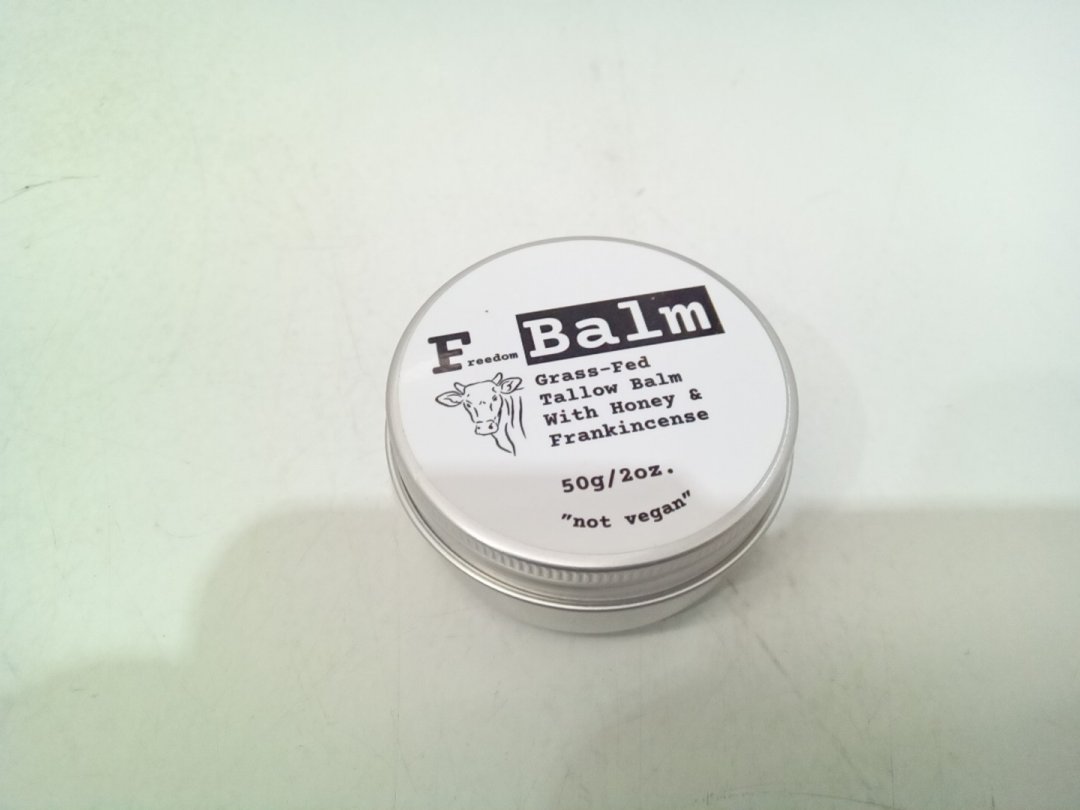 Freedom Balm
Grass-Fed
Tallow Balm
With Honey &
Frankincense
50g/2oz.
"not vegan"